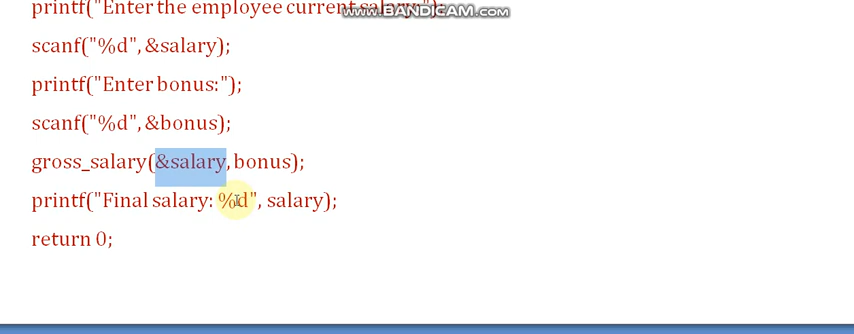 printf("Enter the employee current salary:");
www.BANDICAM.com
scanf("%d", &salary);
printf("Enter bonus:");
scanf("%d", &bonus);
gross_salary(&salary, bonus);
printf("Final salary: %d", salary);
return 0;